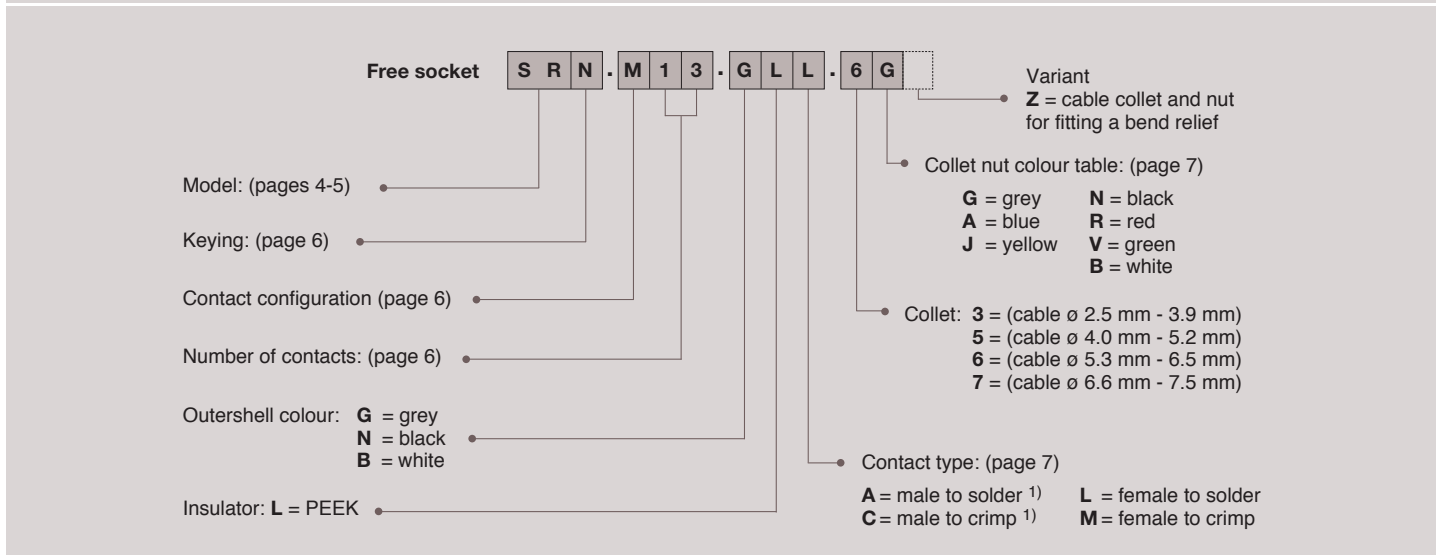 Free socket SRN.M13.GLL.6G
Variant
Z = cable collet and nut
for fitting a bend relief
Collet nut colour table: (page 7)
G = grey N = black
A = blue R = red
J = yellow V = green
B = white
Model: (pages 4-5)
Keying: (page 6)
Contact configuration (page 6)
Collet: 3 = (cable ø 2.5 mm - 3.9 mm)
5 = (cable ø 4.0 mm - 5.2 mm)
6 = (cable ø 5.3 mm - 6.5 mm)
7 = (cable ø 6.6 mm - 7.5 mm)
Number of contacts: (page 6)
Outershell colour: G = grey
N = black
B = white
Contact type: (page 7)
A = male to solder 1) L = female to solder
C = male to crimp 1) M = female to crimp
Insulator: L = PEEK